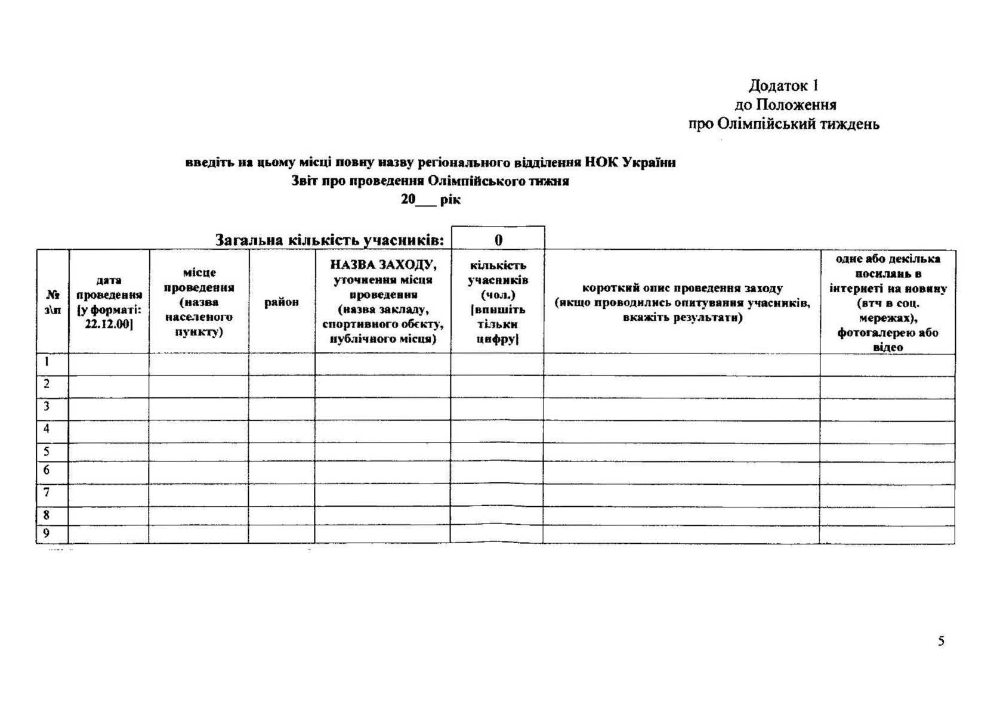 Додаток 1
до Положення
про Олімпійський тиждень
введіть на цьому місці повну назву регіонального відділення НОК України
Звіт про проведення Олімпійського тижня
20___ рік
Загальна кількість учасників: 0
№
з\п
дата
проведення
[у форматі:
22.12.00]
місце
проведення
(назва
населеного
пункту)
район
НАЗВА ЗАХОДУ,
уточнення місця
проведення
(назва закладу,
спортивного обєкту,
публічного місця)
кількість
учасників
(чол.)
[впишіть
тільки
цифру]
короткий опис проведення заходу
(якщо проводились опитування учасників,
вкажіть результати)
одне або декілька
посилань в
інтернеті на новину
(втч в соц.
мережах),
фотогалерею або
відео
1
2
3
4
5
6
7
8
9
5